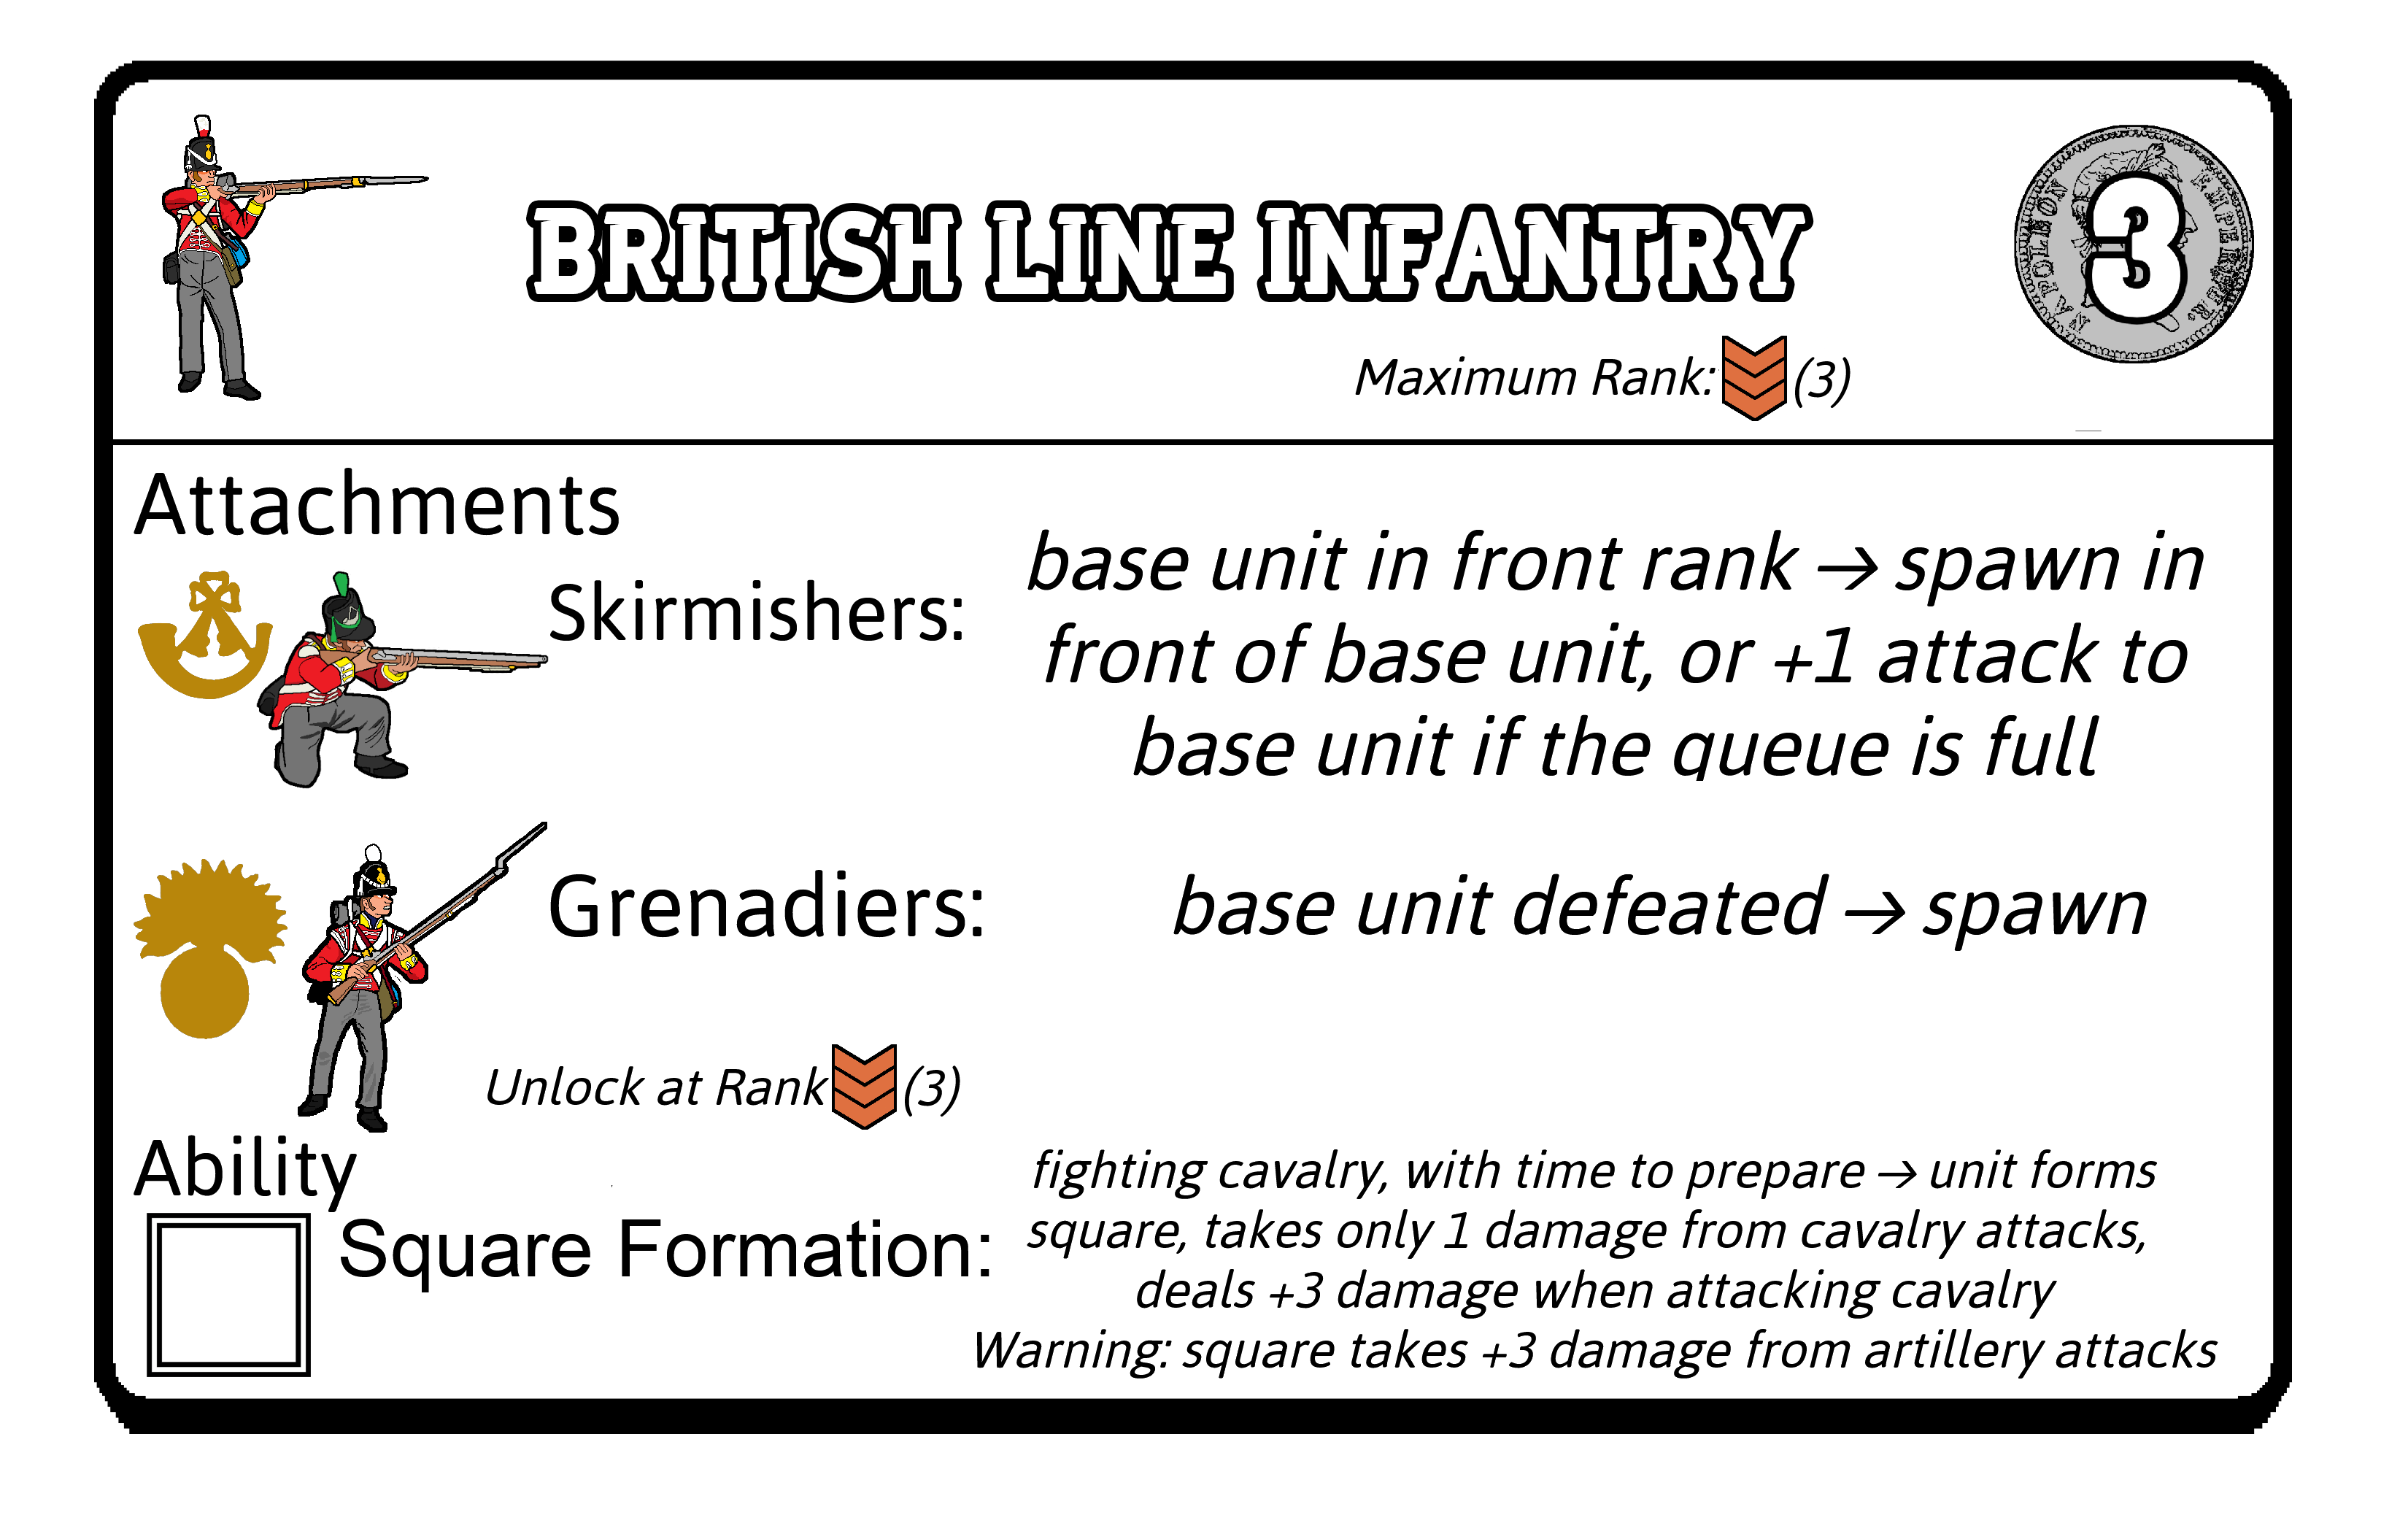 British Line Infantry
3
NAPOLEON EMPEREUR.
Maximum Rank: (3)
Attachments
Skirmishers:
base unit in front rank → spawn in
front of base unit, or +1 attack to
base unit if the queue is full
Grenadiers:
base unit defeated → spawn
Unlock at Rank (3)
Ability
Square Formation:
fighting cavalry, with time to prepare → unit forms
square, takes only 1 damage from cavalry attacks,
deals +3 damage when attacking cavalry
Warning: square takes +3 damage from artillery attacks